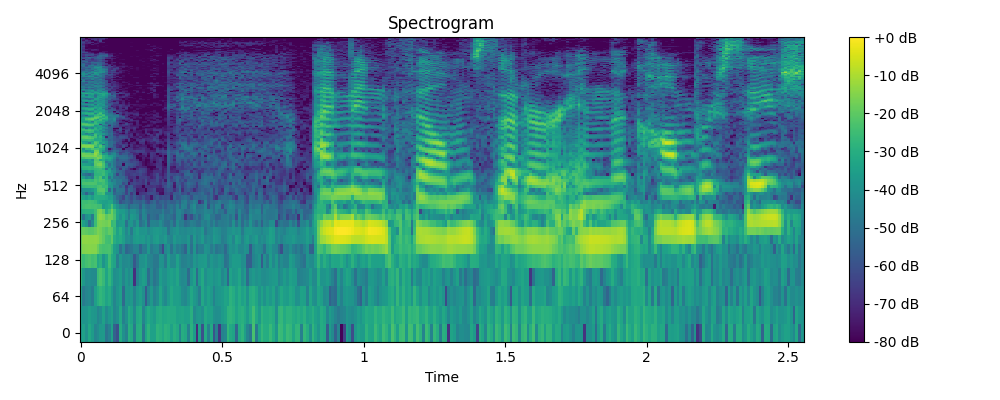 Spectrogram
Hz
4096
2048
1024
512
256
128
64
0
0 0.5 1 1.5 2 2.5
Time
+0 dB
-10 dB
-20 dB
-30 dB
-40 dB
-50 dB
-60 dB
-70 dB
-80 dB